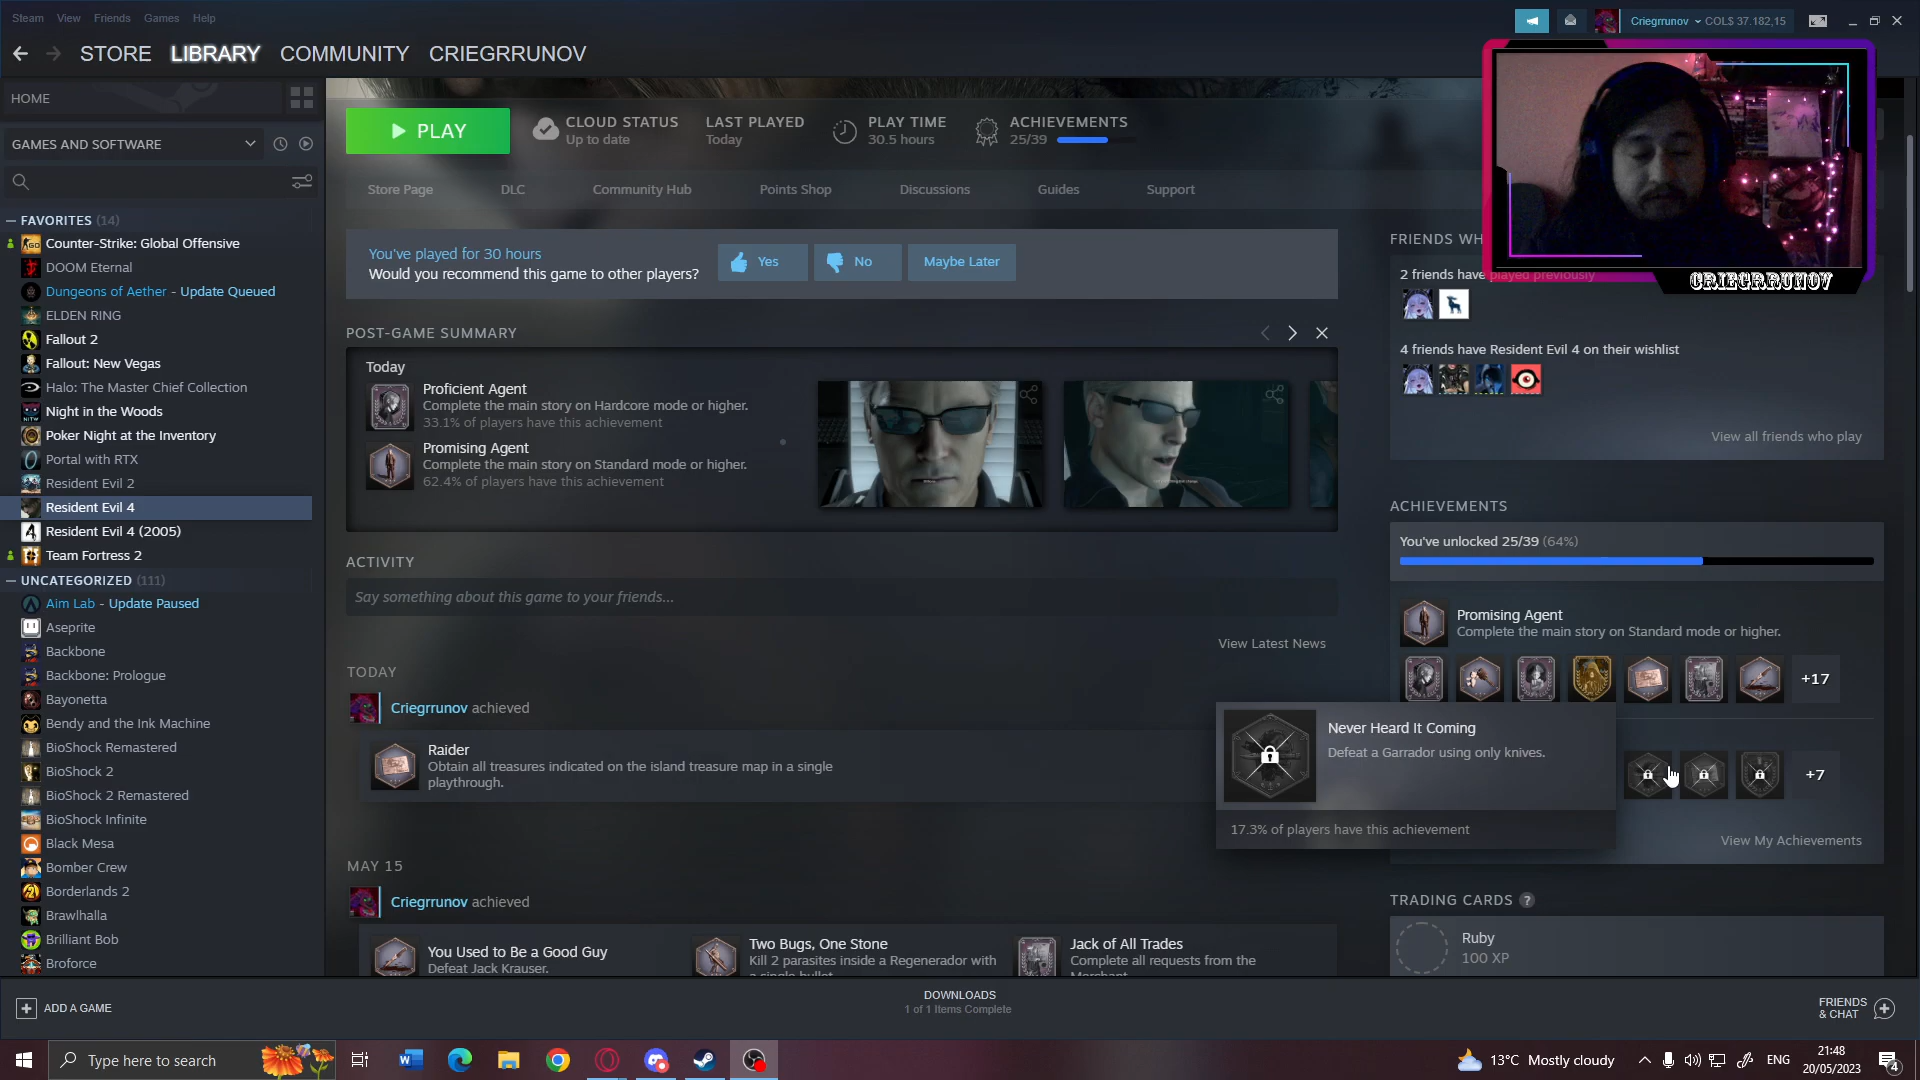 Steam View Friends Games Help
Criegrrunov COL$ 37.182,15
STORE LIBRARY COMMUNITY CRIEGRRUNOV
HOME
GAMES AND SOFTWARE
FAVORITES (14)
Counter-Strike: Global Offensive
DOOM Eternal
Dungeons of Aether - Update Queued
ELDEN RING
Fallout 2
Fallout: New Vegas
Halo: The Master Chief Collection
Night in the Woods
Poker Night at the Inventory
Portal with RTX
Resident Evil 2
Resident Evil 4
Resident Evil 4 (2005)
Team Fortress 2
UNCATEGORIZED (111)
Aim Lab - Update Paused
Aseprite
Backbone
Backbone: Prologue
Bayonetta
Bendy and the Ink Machine
BioShock Remastered
BioShock 2
BioShock 2 Remastered
BioShock Infinite
Black Mesa
Bomber Crew
Borderlands 2
Brawlhalla
Brilliant Bob
Broforce
PLAY
CLOUD STATUS
Up to date
LAST PLAYED
Today
PLAY TIME
30.5 hours
ACHIEVEMENTS
25/39
Store Page DLC Community Hub Points Shop Discussions Guides Support
You've played for 30 hours
Would you recommend this game to other players?
Yes No Maybe Later
POST-GAME SUMMARY
Today
Proficient Agent
Complete the main story on Hardcore mode or higher.
33.1% of players have this achievement
Promising Agent
Complete the main story on Standard mode or higher.
62.4% of players have this achievement
ACTIVITY
Say something about this game to your friends...
View Latest News
TODAY
Criegrrunov achieved
Raider
Obtain all treasures indicated on the island treasure map in a single
playthrough.
MAY 15
Criegrrunov achieved
You Used to Be a Good Guy
Defeat Jack Krauser.
Two Bugs, One Stone
Kill 2 parasites inside a Regenerador with
a single bullet
Jack of All Trades
Complete all requests from the
Merchant
CRIEGRRUNOV
FRIENDS WH
2 friends have played previously
4 friends have Resident Evil 4 on their wishlist
View all friends who play
ACHIEVEMENTS
You've unlocked 25/39 (64%)
Promising Agent
Complete the main story on Standard mode or higher.
+17
Never Heard It Coming
Defeat a Garrador using only knives.
17.3% of players have this achievement
+7
View My Achievements
TRADING CARDS ?
Ruby
100 XP
ADD A GAME
DOWNLOADS
1 of 1 Items Complete
FRIENDS
& CHAT
Type here to search
13°C Mostly cloudy
ENG
21:48
20/05/2023
4